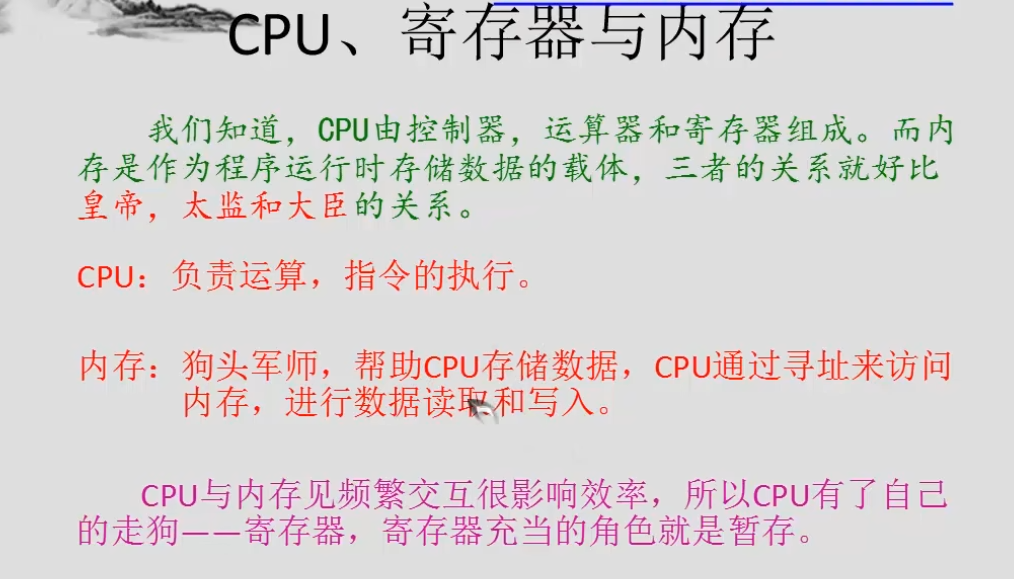 CPU、寄存器与内存
我们知道，CPU由控制器，运算器和寄存器组成。而内
存是作为程序运行时存储数据的载体，三者的关系就好比
皇帝，太监和大臣的关系。
CPU：负责运算，指令的执行。
内存：狗头军师，帮助CPU存储数据，CPU通过寻址来访问
内存，进行数据读取和写入。
CPU与内存见频繁交互很影响效率，所以CPU有了自己
的走狗——寄存器，寄存器充当的角色就是暂存。